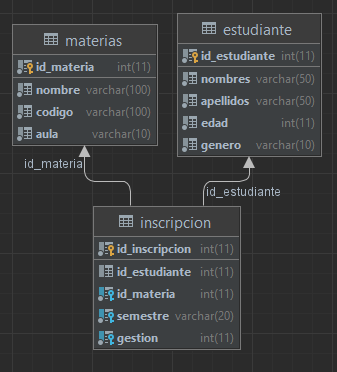 materias
id_materia int(11)
nombre varchar(100)
codigo varchar(100)
aula varchar(10)
estudiante
id_estudiante int(11)
nombres varchar(50)
apellidos varchar(50)
edad int(11)
genero varchar(10)
id_materia
id_estudiante
inscripcion
id_inscripcion int(11)
id_estudiante int(11)
id_materia int(11)
semestre varchar(20)
gestion int(11)